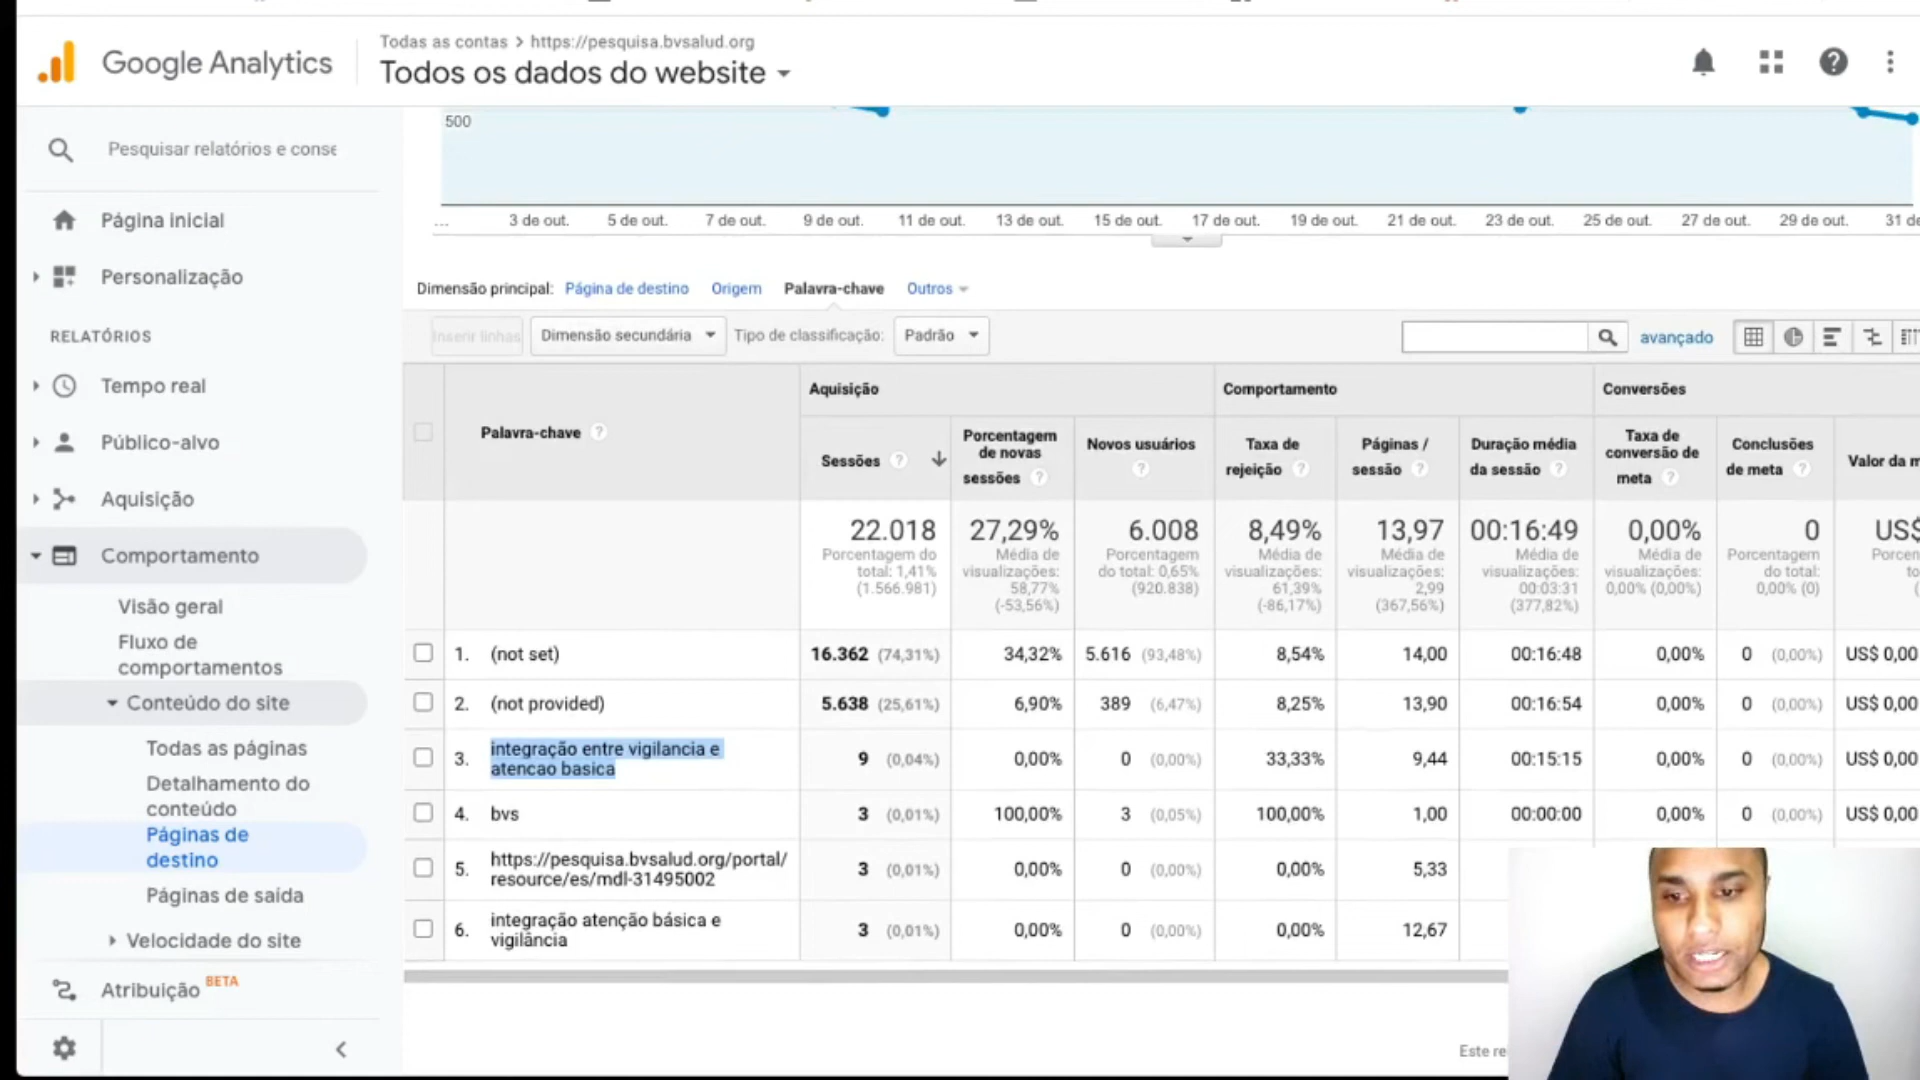 Google Analytics
Todas as contas > https://pesquisa.bvsalud.org
Todos os dados do website
Pesquisar relatórios e conse
Página inicial
Personalização
RELATÓRIOS
Tempo real
Público-alvo
Aquisição
Comportamento
Visão geral
Fluxo de
comportamentos
Conteúdo do site
Todas as páginas
Detalhamento do
conteúdo
Páginas de
destino
Páginas de saída
Velocidade do site
Atribuição BETA
500
... 3 de out. 5 de out. 7 de out. 9 de out. 11 de out. 13 de out. 15 de out. 17 de out. 19 de out. 21 de out. 23 de out. 25 de out. 27 de out. 29 de out. 31 de
Dimensão principal: Página de destino Origem Palavra-chave Outros
Inserir linhas Dimensão secundária Tipo de classificação: Padrão avançado
Aquisição Comportamento Conversões
Palavra-chave ?
Sessões ?
Porcentagem
de novas
sessões ?
Novos usuários
?
Taxa de
rejeição ?
Páginas /
sessão ?
Duração média
da sessão ?
Taxa de
conversão de
meta ?
Conclusões
de meta ?
Valor da m
22.018
Porcentagem do
total: 1,41%
(1.566.981)
27,29%
Média de
visualizações:
58,77%
(-53,56%)
6.008
Porcentagem
do total: 0,65%
(920.838)
8,49%
Média de
visualizações:
61,39%
(-86,17%)
13,97
Média de
visualizações:
2,99
(367,56%)
00:16:49
Média de
visualizações:
00:03:31
(377,82%)
0,00%
Média de
visualizações:
0,00% (0,00%)
0
Porcentagem
do total:
0,00% (0)
US$
Porcen
to
(
1. (not set) 16.362 (74,31%) 34,32% 5.616 (93,48%) 8,54% 14,00 00:16:48 0,00% 0 (0,00%) US$ 0,00
2. (not provided) 5.638 (25,61%) 6,90% 389 (6,47%) 8,25% 13,90 00:16:54 0,00% 0 (0,00%) US$ 0,00
3. integração entre vigilancia e
atencao basica 9 (0,04%) 0,00% 0 (0,00%) 33,33% 9,44 00:15:15 0,00% 0 (0,00%) US$ 0,00
4. bvs 3 (0,01%) 100,00% 3 (0,05%) 100,00% 1,00 00:00:00 0,00% 0 (0,00%) US$ 0,00
5. https://pesquisa.bvsalud.org/portal/
resource/es/mdl-31495002 3 (0,01%) 0,00% 0 (0,00%) 0,00% 5,33
6. integração atenção básica e
vigilância 3 (0,01%) 0,00% 0 (0,00%) 0,00% 12,67
Este re